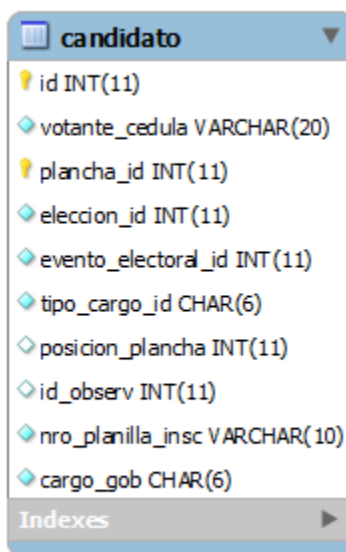 candidato
id INT(11)
votante_cedula VARCHAR(20)
plancha_id INT(11)
eleccion_id INT(11)
evento_electoral_id INT(11)
tipo_cargo_id CHAR(6)
posicion_plancha INT(11)
id_observ INT(11)
nro_planilla_insc VARCHAR(10)
cargo_gob CHAR(6)
Indexes